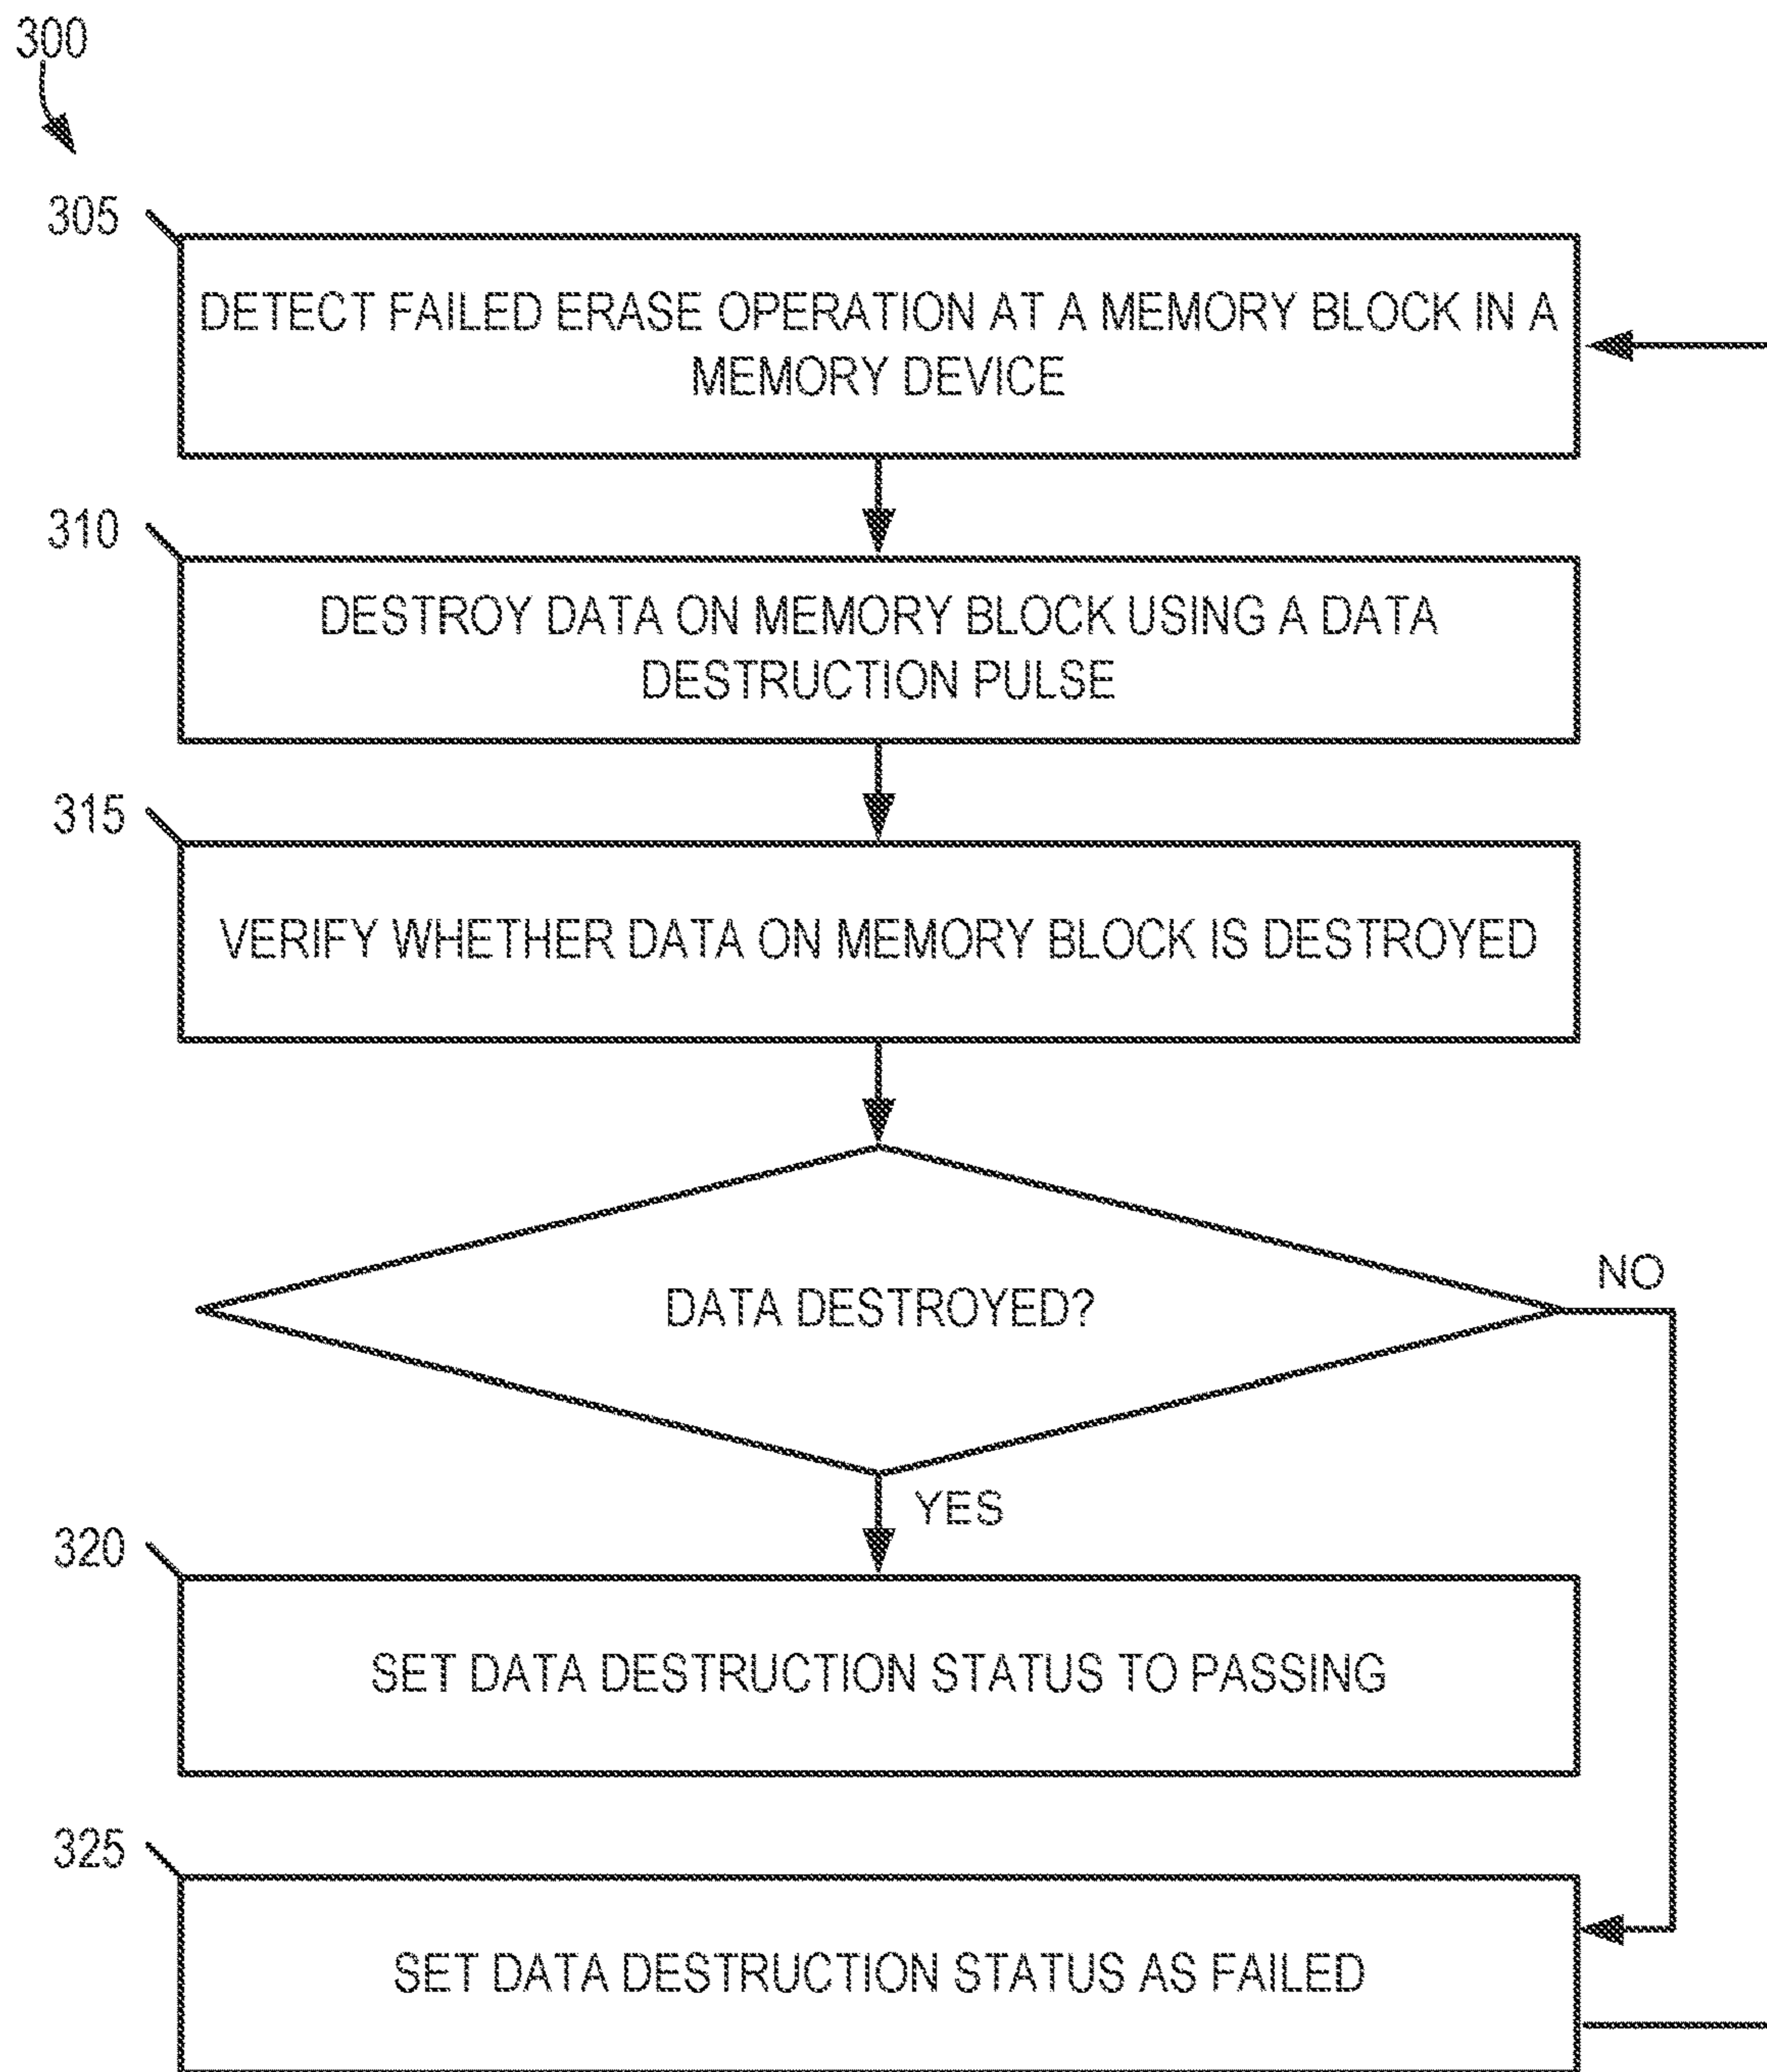 300
305
DETECT FAILED ERASE OPERATION AT A MEMORY BLOCK IN A
MEMORY DEVICE
310
DESTROY DATA ON MEMORY BLOCK USING A DATA
DESTRUCTION PULSE
315
VERIFY WHETHER DATA ON MEMORY BLOCK IS DESTROYED
DATA DESTROYED?
NO
YES
320
SET DATA DESTRUCTION STATUS TO PASSING
325
SET DATA DESTRUCTION STATUS AS FAILED